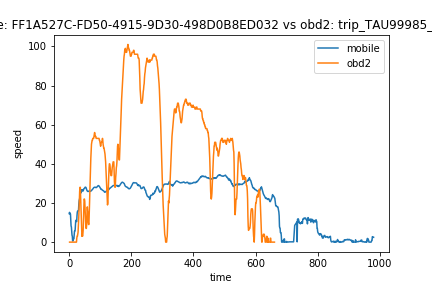 e: FF1A527C-FD50-4915-9D30-498D0B8ED032 vs obd2: trip_TAU99985_
mobile
obd2
100
80
60
40
20
0
speed
0 200 400 600 800 1000
time